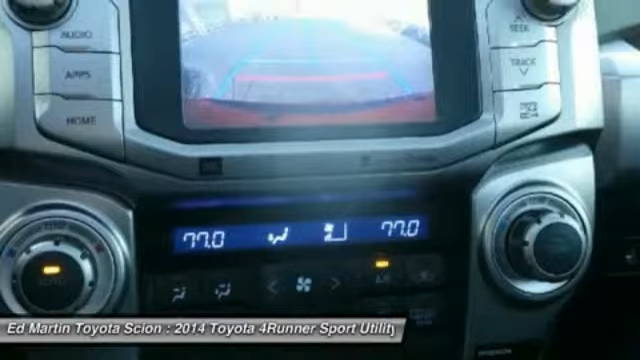 AUDIO
APPS
HOME
SEEK
TRACK
77.0
77.0
Ed Martin Toyota Scion : 2014 Toyota 4Runner Sport Utility